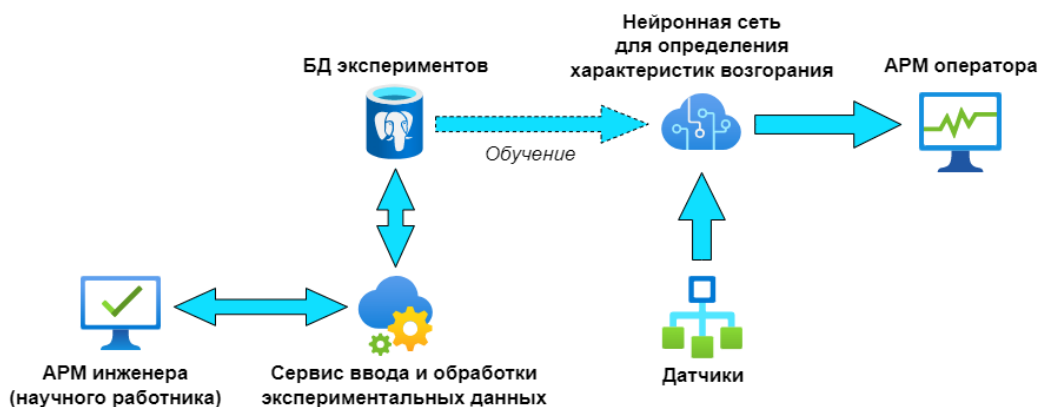 Нейронная сеть
для определения
характеристик возгорания
БД экспериментов
АРМ оператора
Обучение
АРМ инженера
(научного работника)
Сервис ввода и обработки
экспериментальных данных
Датчики